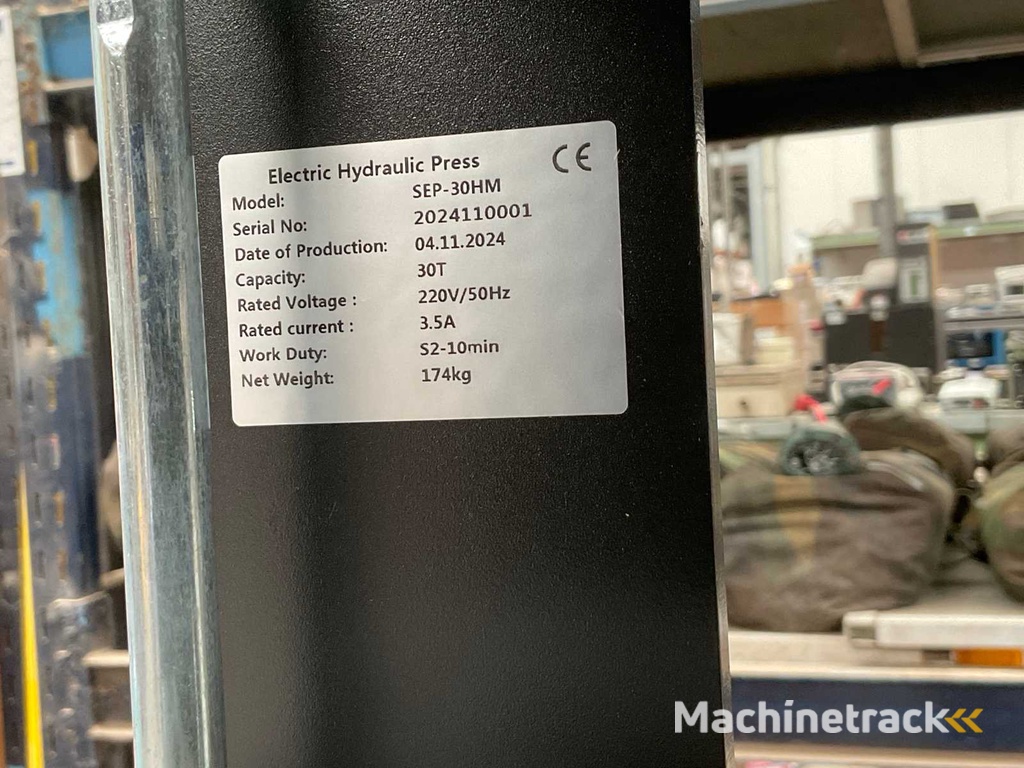 Electric Hydraulic Press CE
Model: SEP-30HM
Serial No: 2024110001
Date of Production: 04.11.2024
Capacity: 30T
Rated Voltage : 220V/50Hz
Rated current : 3.5A
Work Duty: S2-10min
Net Weight: 174kg
Machinetrack